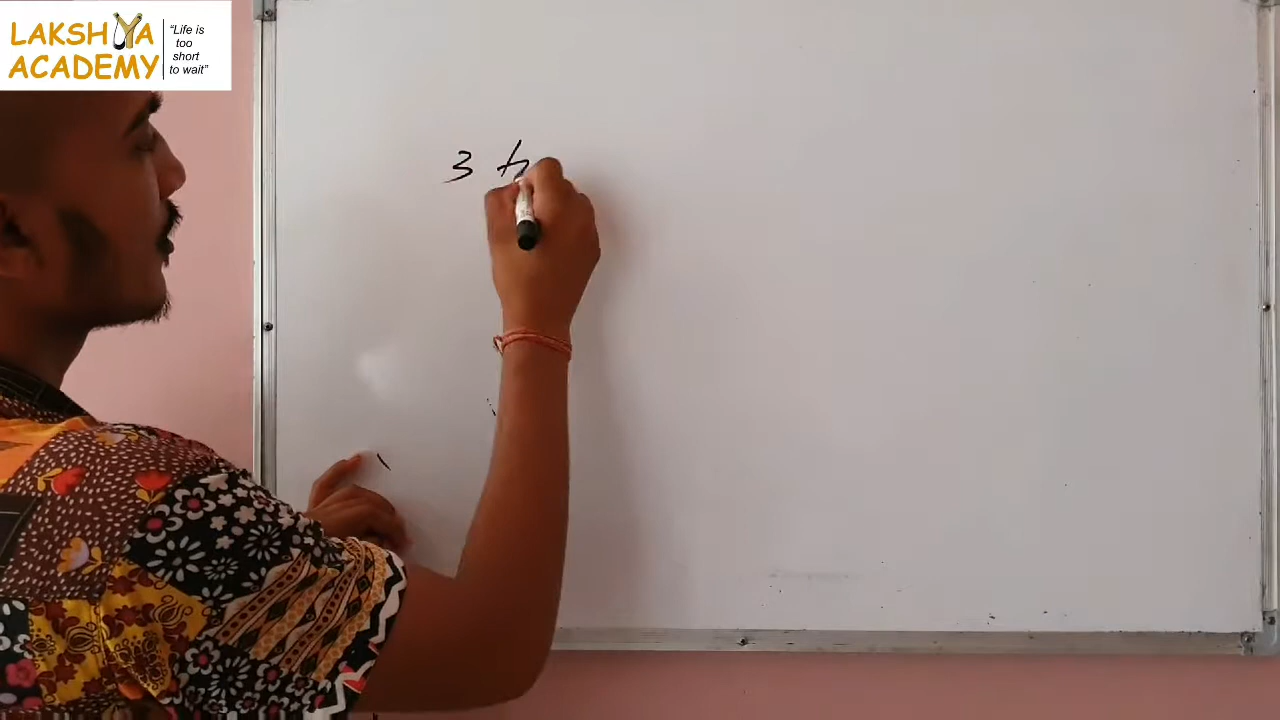 LAKSHYA
ACADEMY
“Life is
too
short
to wait”
3 h